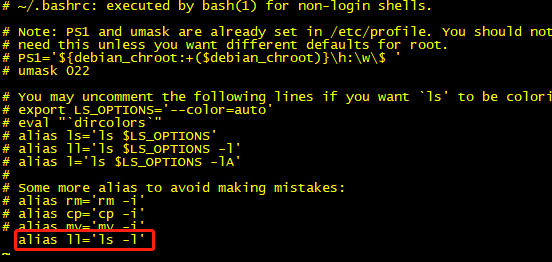 # ~/.bashrc: executed by bash(1) for non-login shells.
# Note: PS1 and umask are already set in /etc/profile. You should not
# need this unless you want different defaults for root.
# PS1='${debian_chroot:+($debian_chroot)}\h:\w\$ '
# umask 022
# You may uncomment the following lines if you want `ls' to be colori
# export LS_OPTIONS='--color=auto'
# eval "`dircolors`"
# alias ls='ls $LS_OPTIONS'
# alias ll='ls $LS_OPTIONS -l'
# alias l='ls $LS_OPTIONS -lA'
#
# Some more alias to avoid making mistakes:
# alias rm='rm -i'
# alias cp='cp -i'
# alias mv='mv -i'
alias ll='ls -l'
~